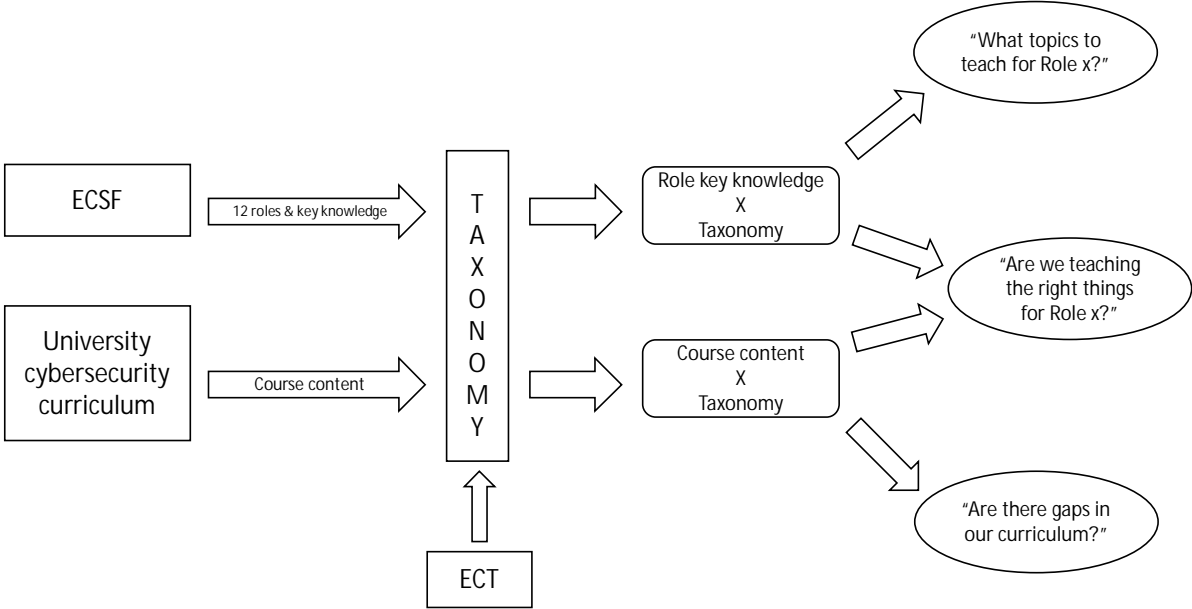 "What topics to
teach for Role x?"
ECSF
12 roles & key knowledge
T
A
X
O
N
O
M
Y
Role key knowledge
X
Taxonomy
"Are we teaching
the right things
for Role x?"
University
cybersecurity
curriculum
Course content
Course content
X
Taxonomy
"Are there gaps in
our curriculum?"
ECT